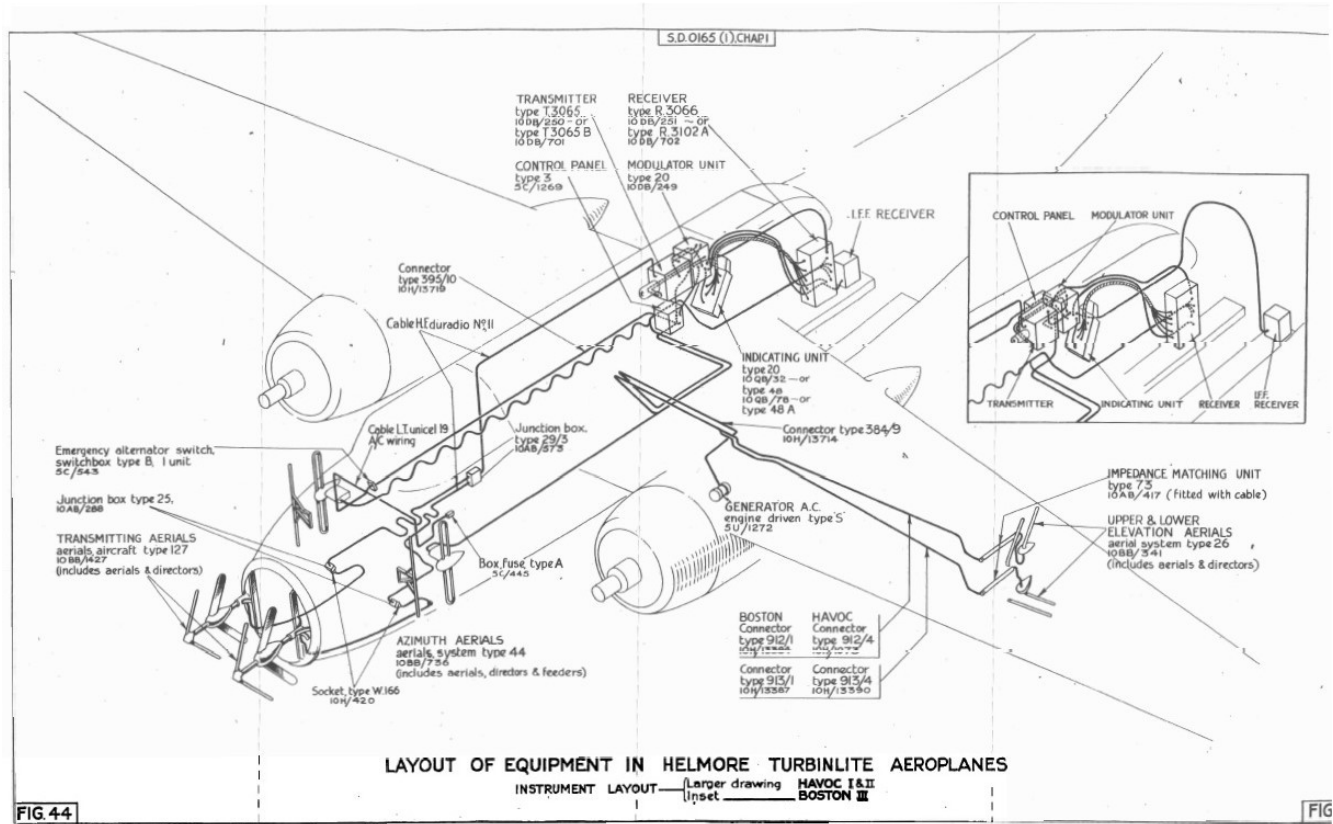 S.D.0165 (1).CHAP1
TRANSMITTER
type T.3065
10DB/250 - or
type T3065 B
10DB/701
RECEIVER
type R.3066
10DB/251 ~ or
type R.3102A
10DB/702
CONTROL PANEL
type 3
5C/1269
MODULATOR UNIT
type 20
10DB/249
I.F.F. RECEIVER
Connector
type 395/10
10H/13719
Cable H.F. duradio No. 11
INDICATING UNIT
type 20
10QB/32 — or
type 48
10QB/78 — or
type 48 A
Connector type 384/9
10H/13714
Cable L.T. unicel 19
A/C wiring
Junction box,
type 29/3
10AB/573
Emergency alternator switch,
switchbox type B, 1 unit
5C/543
Junction box type 25,
10AB/288
TRANSMITTING AERIALS
aerials, aircraft type 127
10BB/1427
(includes aerials & directors)
Box, fuse, type A
5C/445
GENERATOR A.C.
engine driven type S
5U/1272
IMPEDANCE MATCHING UNIT
type 73
10AB/417 (fitted with cable)
UPPER & LOWER
ELEVATION AERIALS
aerial system type 26
10BB/341
(includes aerials & directors)
AZIMUTH AERIALS
aerials, system type 44
10BB/736
(includes aerials, directors & feeders)
Socket, type W.166
10H/420
BOSTON
Connector
type 912/1
HAVOC
Connector
type 912/4
Connector
type 913/1
10H/13387
Connector
type 913/4
10H/13390
CONTROL PANEL
MODULATOR UNIT
TRANSMITTER
INDICATING UNIT
RECEIVER
I.F.F.
RECEIVER
LAYOUT OF EQUIPMENT IN HELMORE TURBINLITE AEROPLANES
INSTRUMENT LAYOUT — Larger drawing HAVOC I & II
Inset BOSTON III
FIG. 44
FIG